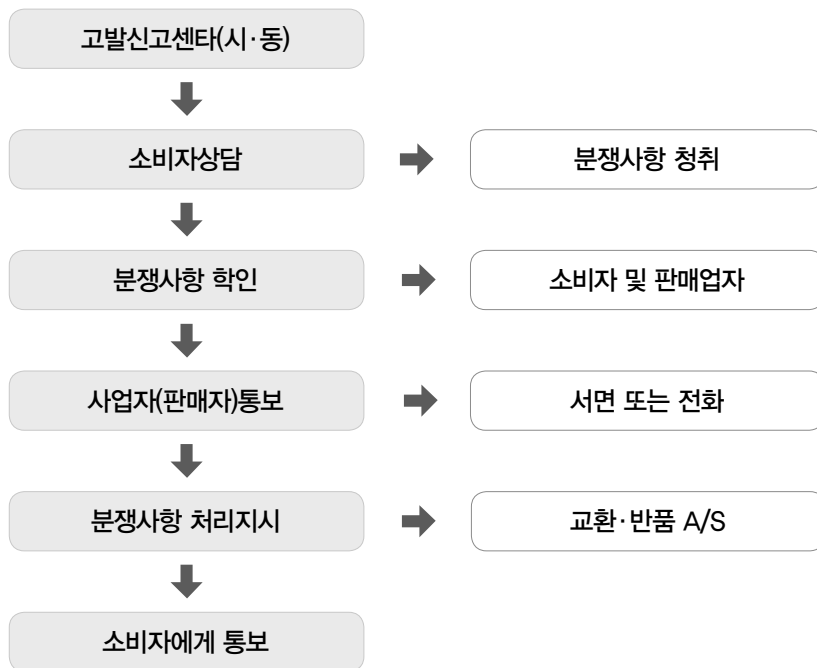 고발신고센타(시·동)
소비자상담
분쟁사항 청취
분쟁사항 학인
소비자 및 판매업자
사업자(판매자)통보
서면 또는 전화
분쟁사항 처리지시
교환·반품 A/S
소비자에게 통보